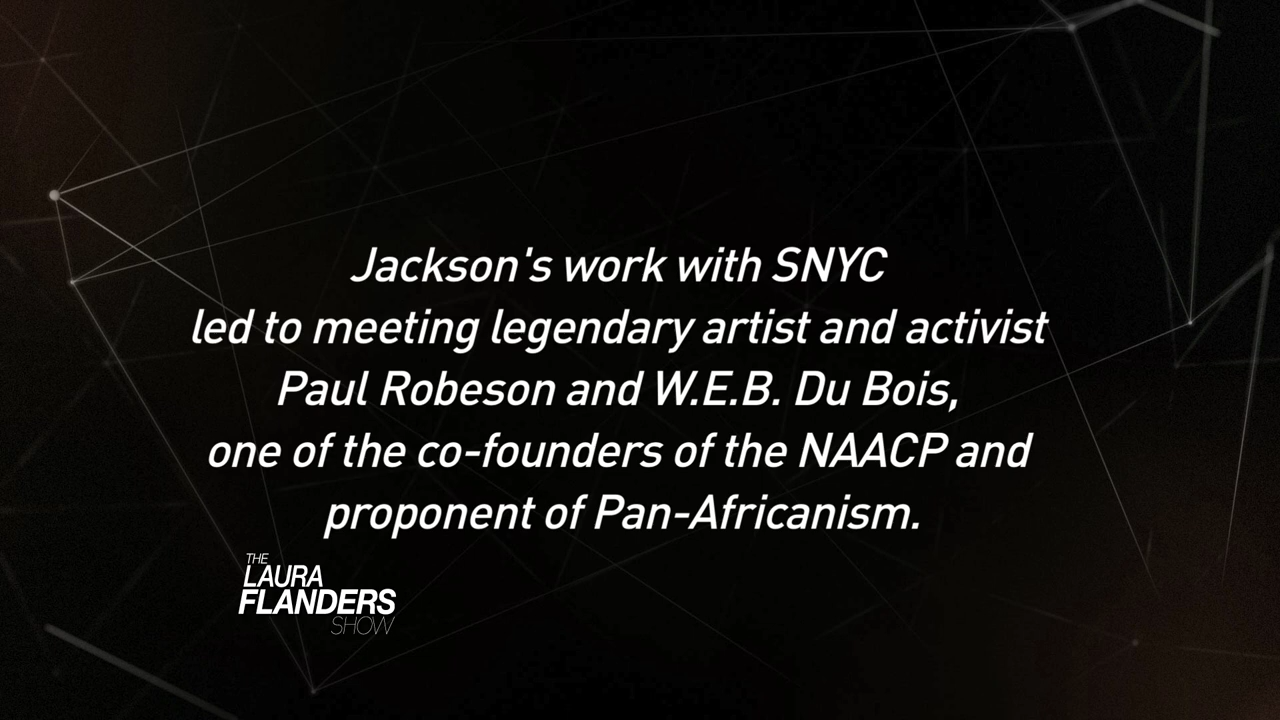 Jackson's work with SNYC
led to meeting legendary artist and activist
Paul Robeson and W.E.B. Du Bois,
one of the co-founders of the NAACP and
proponent of Pan-Africanism.
THE
LAURA
FLANDERS
SHOW